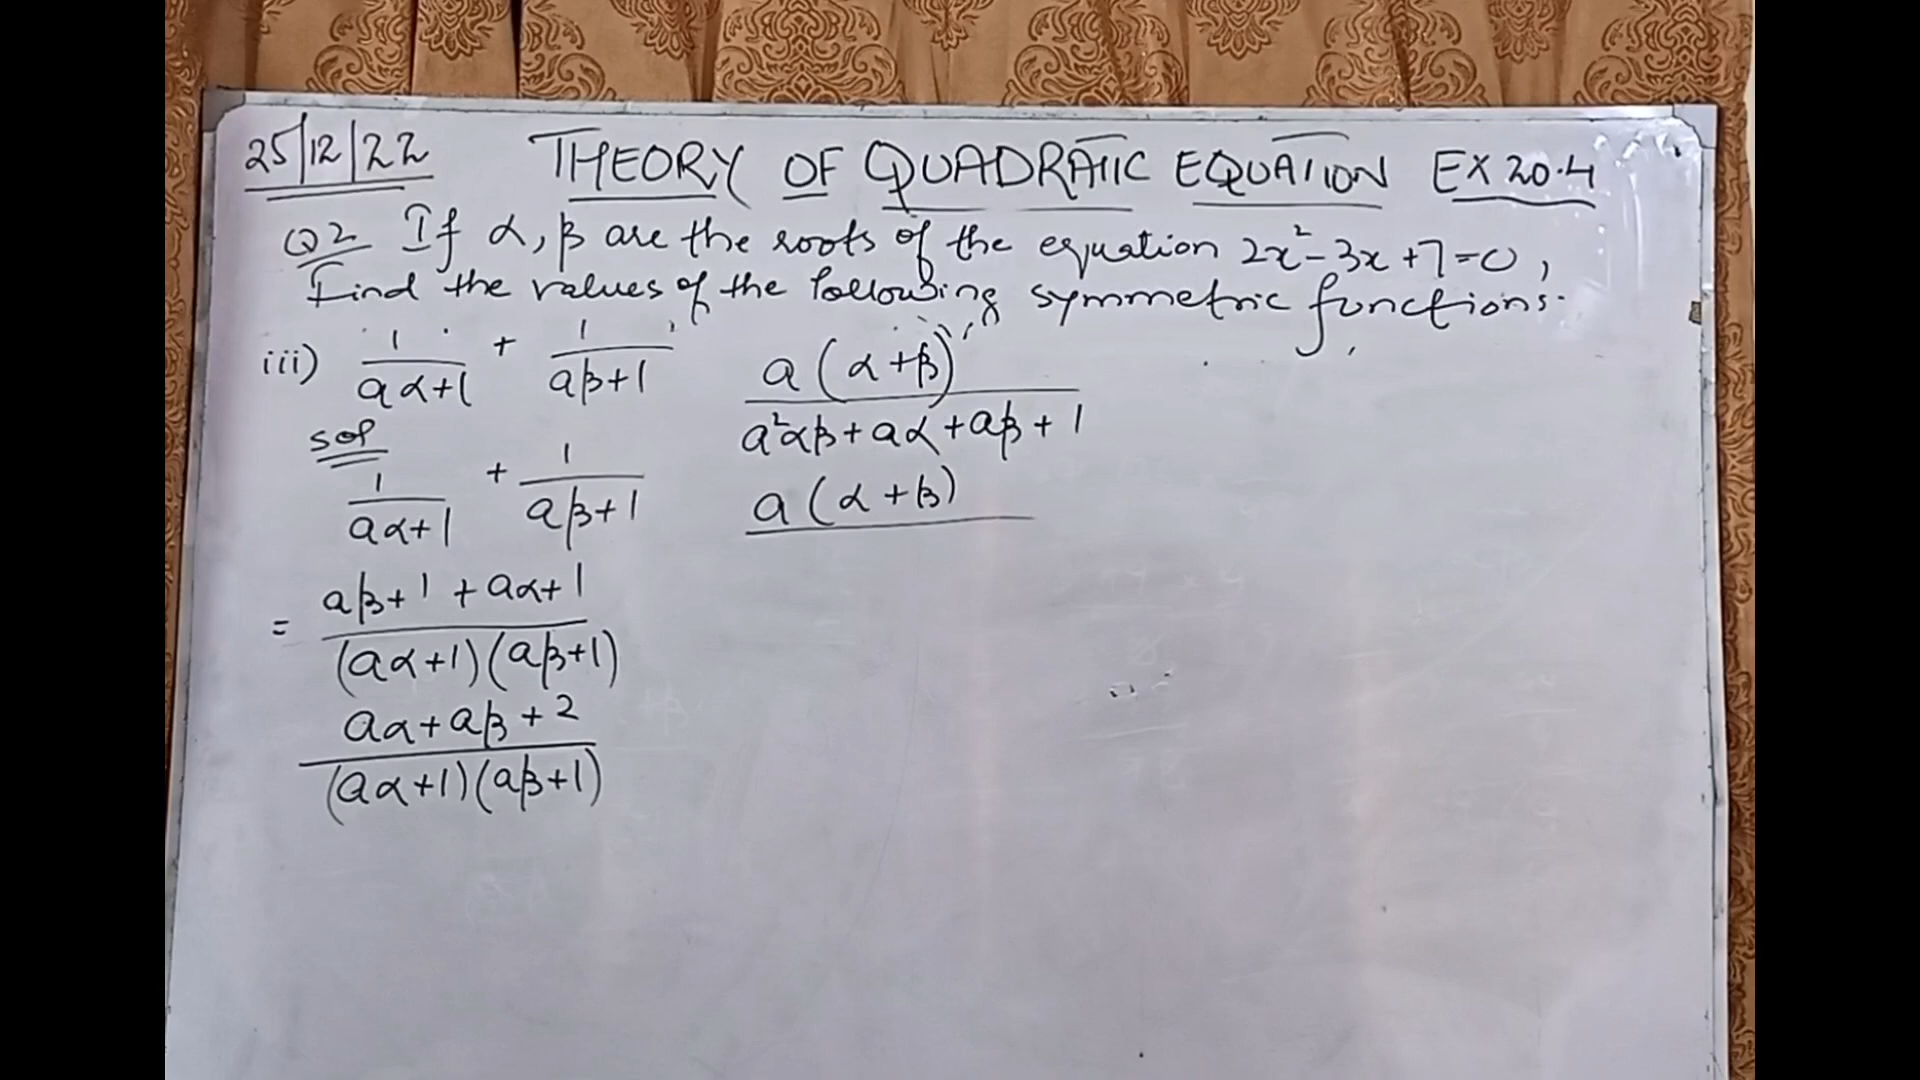 25/12/22 THEORY OF QUADRATIC EQUATION EX 20.4
Q2 If α, β are the roots of the equation 2x²-3x+7=0,
Find the values of the following symmetric functions.
iii) 1/(aα+1) + 1/(aβ+1)
sol
1/(aα+1) + 1/(aβ+1)
= (aβ+1+aα+1)/((aα+1)(aβ+1))
(aα+aβ+2)/((aα+1)(aβ+1))
a(α+β)/(a²αβ+aα+aβ+1)
a(α+β)